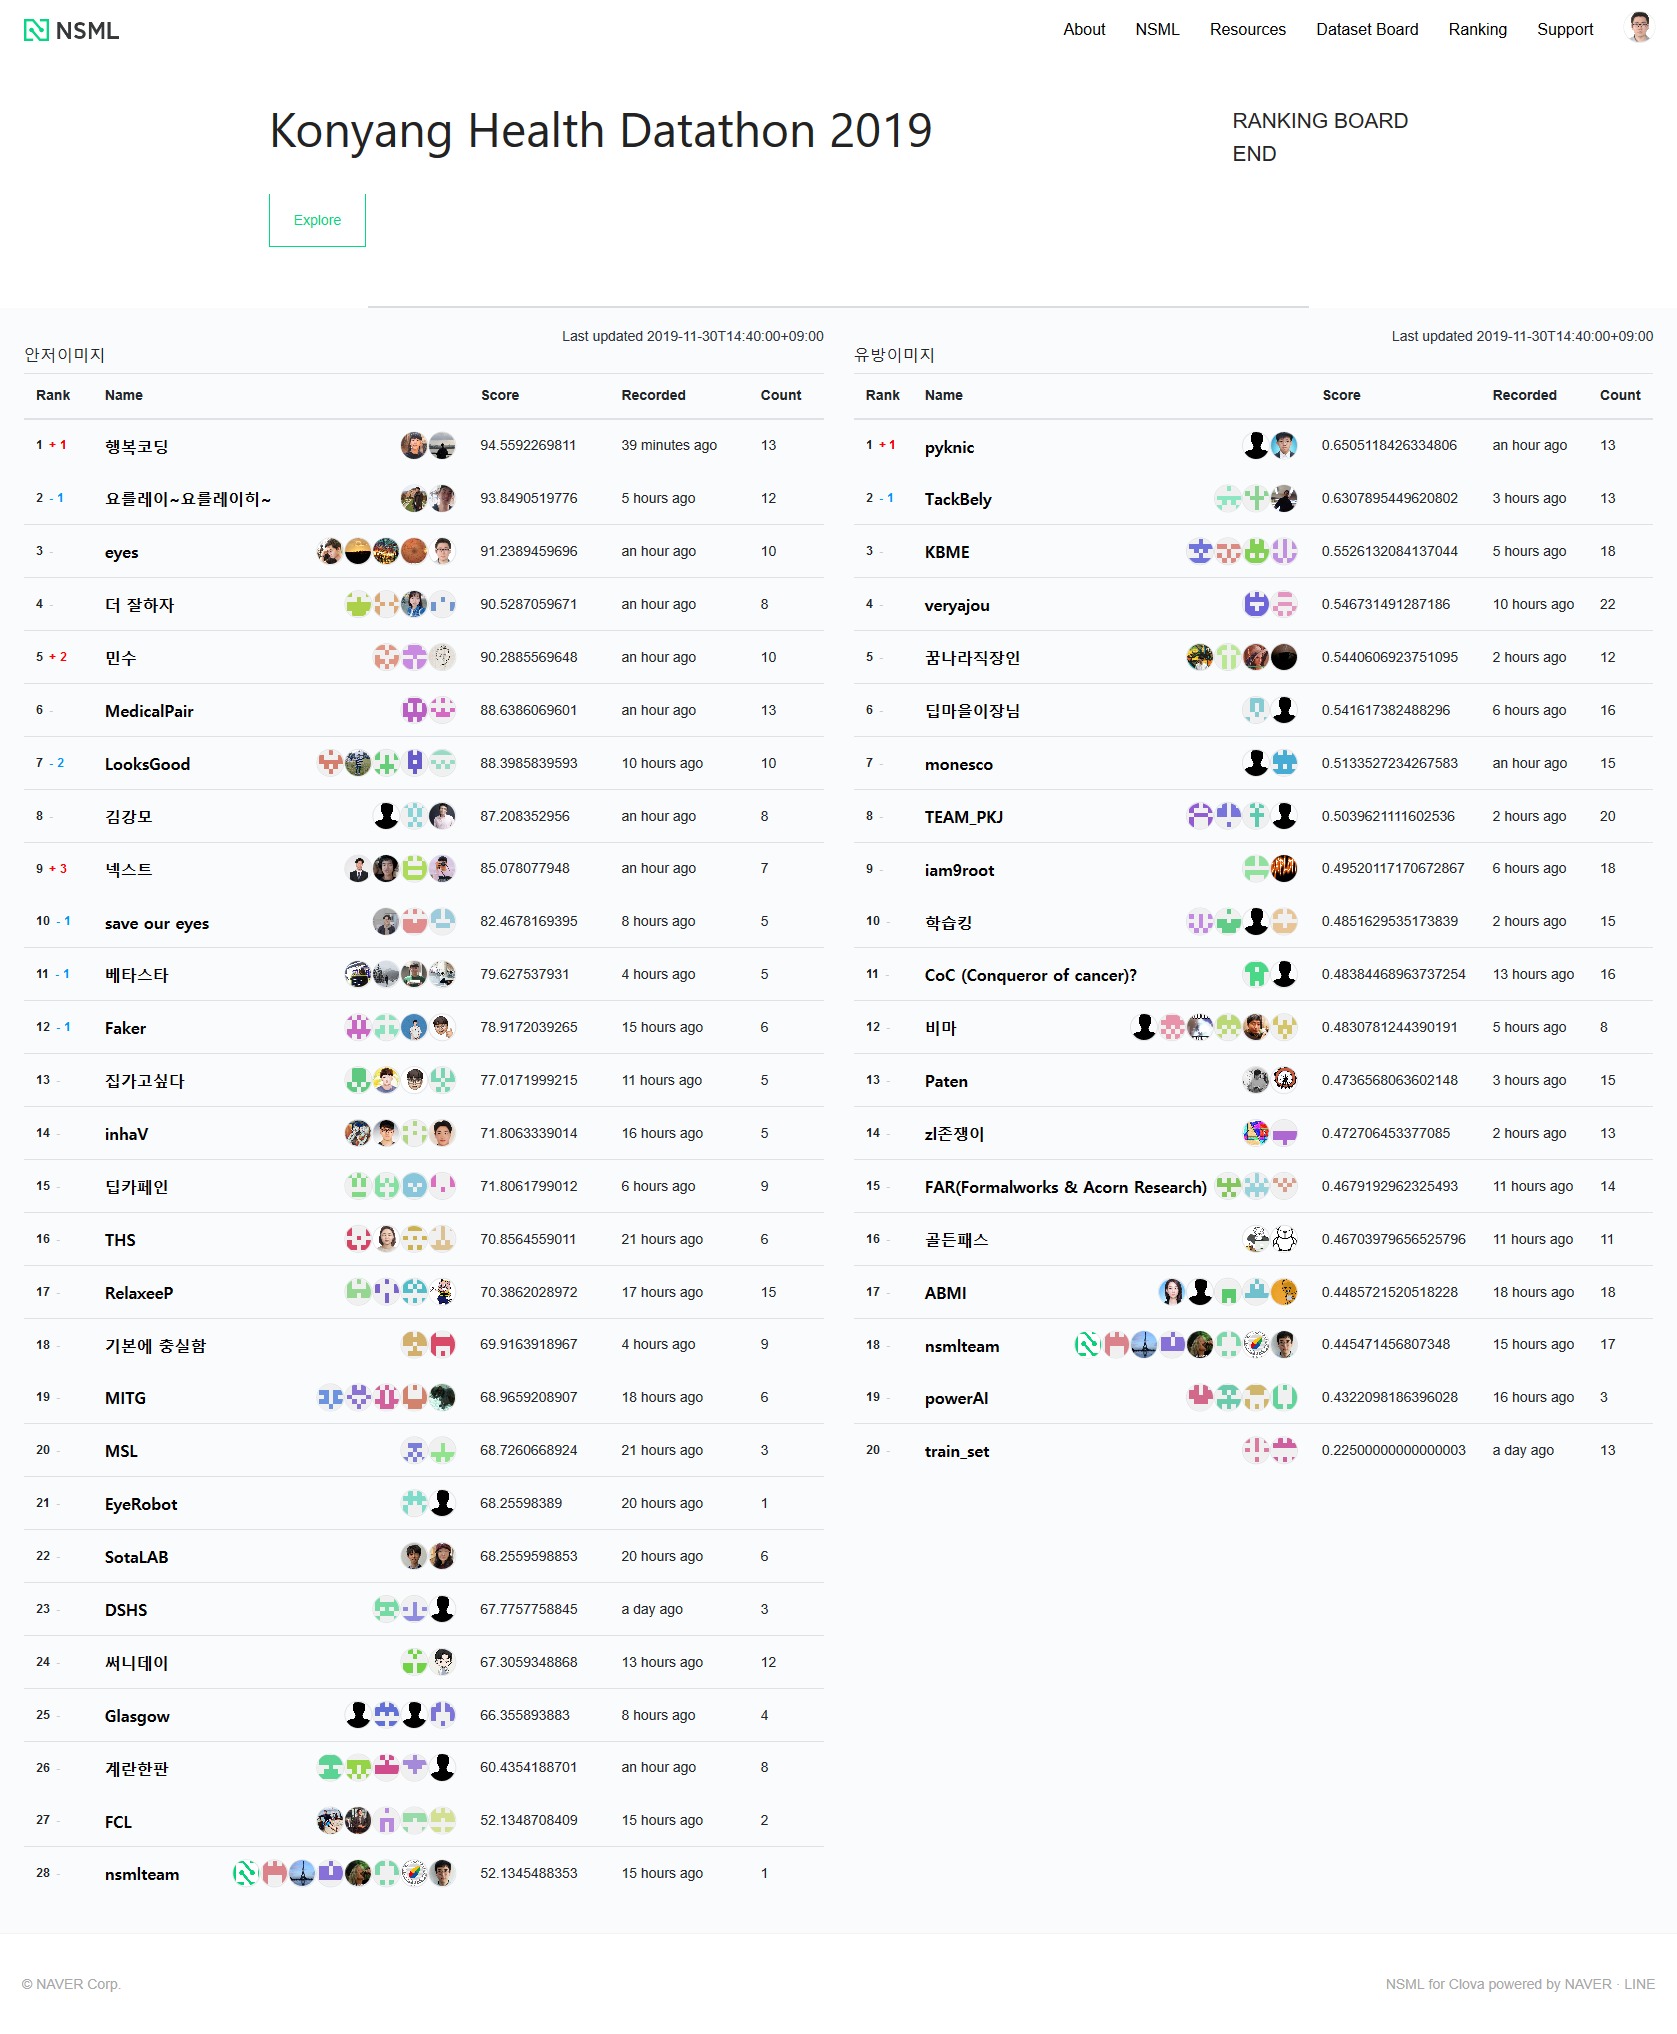 NSML
About NSML Resources Dataset Board Ranking Support
Konyang Health Datathon 2019
RANKING BOARD
END
Explore
Last updated 2019-11-30T14:40:00+09:00
안저이미지
Rank Name Score Recorded Count
1 + 1 행복코딩 94.5592269811 39 minutes ago 13
2 - 1 요를레이~요를레이히~ 93.8490519776 5 hours ago 12
3 - eyes 91.2389459696 an hour ago 10
4 - 더 잘하자 90.5287059671 an hour ago 8
5 + 2 민수 90.2885569648 an hour ago 10
6 - MedicalPair 88.6386069601 an hour ago 13
7 - 2 LooksGood 88.3985839593 10 hours ago 10
8 - 김강모 87.208352956 an hour ago 8
9 + 3 넥스트 85.078077948 an hour ago 7
10 - 1 save our eyes 82.4678169395 8 hours ago 5
11 - 1 베타스타 79.627537931 4 hours ago 5
12 - 1 Faker 78.9172039265 15 hours ago 6
13 - 집가고싶다 77.0171999215 11 hours ago 5
14 - inhaV 71.8063339014 16 hours ago 5
15 - 딥카페인 71.8061799012 6 hours ago 9
16 - THS 70.8564559011 21 hours ago 6
17 - RelaxeeP 70.3862028972 17 hours ago 15
18 - 기본에 충실함 69.9163918967 4 hours ago 9
19 - MITG 68.9659208907 18 hours ago 6
20 - MSL 68.7260668924 21 hours ago 3
21 - EyeRobot 68.25598389 20 hours ago 1
22 - SotaLAB 68.2559598853 20 hours ago 6
23 - DSHS 67.7757758845 a day ago 3
24 - 써니데이 67.3059348868 13 hours ago 12
25 - Glasgow 66.355893883 8 hours ago 4
26 - 계란한판 60.4354188701 an hour ago 8
27 - FCL 52.1348708409 15 hours ago 2
28 - nsmlteam 52.1345488353 15 hours ago 1
Last updated 2019-11-30T14:40:00+09:00
유방이미지
Rank Name Score Recorded Count
1 + 1 pyknic 0.6505118426334806 an hour ago 13
2 - 1 TackBely 0.6307895449620802 3 hours ago 13
3 - KBME 0.5526132084137044 5 hours ago 18
4 - veryajou 0.546731491287186 10 hours ago 22
5 - 꿈나라직장인 0.5440606923751095 2 hours ago 12
6 - 딥마을이장님 0.541617382488296 6 hours ago 16
7 - monesco 0.5133527234267583 an hour ago 15
8 - TEAM_PKJ 0.5039621111602536 2 hours ago 20
9 - iam9root 0.49520117170672867 6 hours ago 18
10 - 학습킹 0.4851629535173839 2 hours ago 15
11 - CoC (Conqueror of cancer)? 0.48384468963737254 13 hours ago 16
12 - 비마 0.4830781244390191 5 hours ago 8
13 - Paten 0.4736568063602148 3 hours ago 15
14 - zl존쟁이 0.472706453377085 2 hours ago 13
15 - FAR(Formalworks & Acorn Research) 0.4679192962325493 11 hours ago 14
16 - 골든패스 0.46703979656525796 11 hours ago 11
17 - ABMI 0.4485721520518228 18 hours ago 18
18 - nsmlteam 0.445471456807348 15 hours ago 17
19 - powerAI 0.4322098186396028 16 hours ago 3
20 - train_set 0.22500000000000003 a day ago 13
© NAVER Corp.
NSML for Clova powered by NAVER · LINE